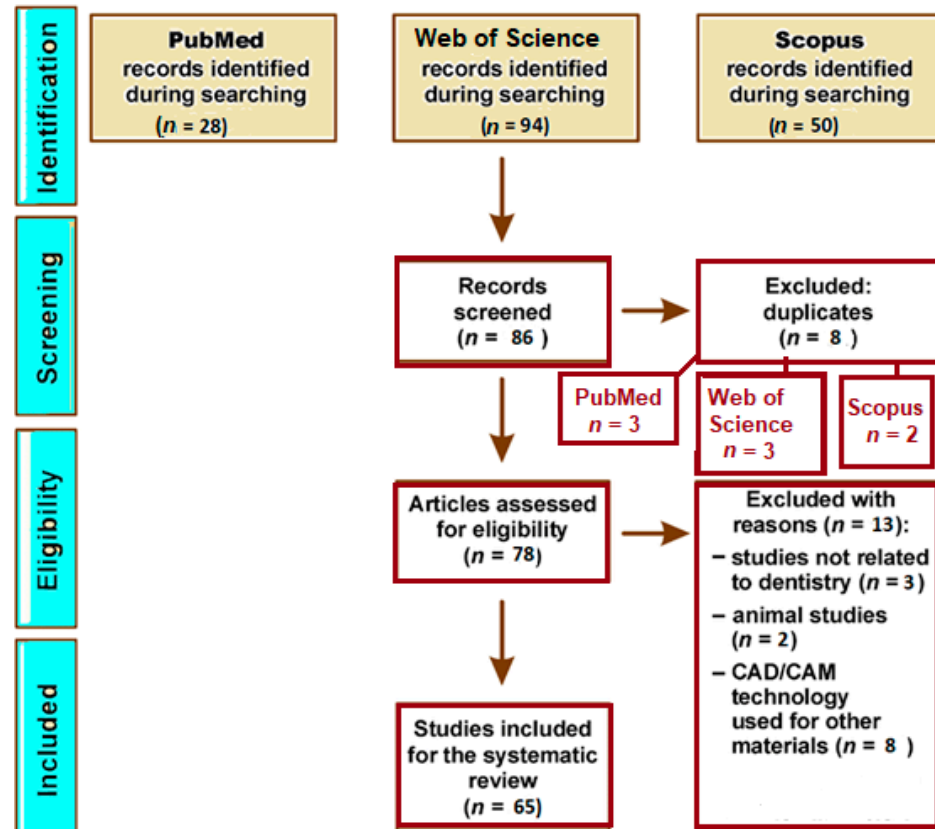 Identification
PubMed
records identified
during searching
(n = 28)
Web of Science
records identified
during searching
(n = 94)
Scopus
records identified
during searching
(n = 50)
Screening
Records
screened
(n = 86 )
Excluded:
duplicates
(n = 8 )
PubMed
n = 3
Web of
Science
n = 3
Scopus
n = 2
Eligibility
Articles assessed
for eligibility
(n = 78)
Excluded with
reasons (n = 13):
– studies not related
to dentistry (n = 3)
– animal studies
(n = 2)
– CAD/CAM
technology
used for other
materials (n = 8 )
Included
Studies included
for the systematic
review
(n = 65)